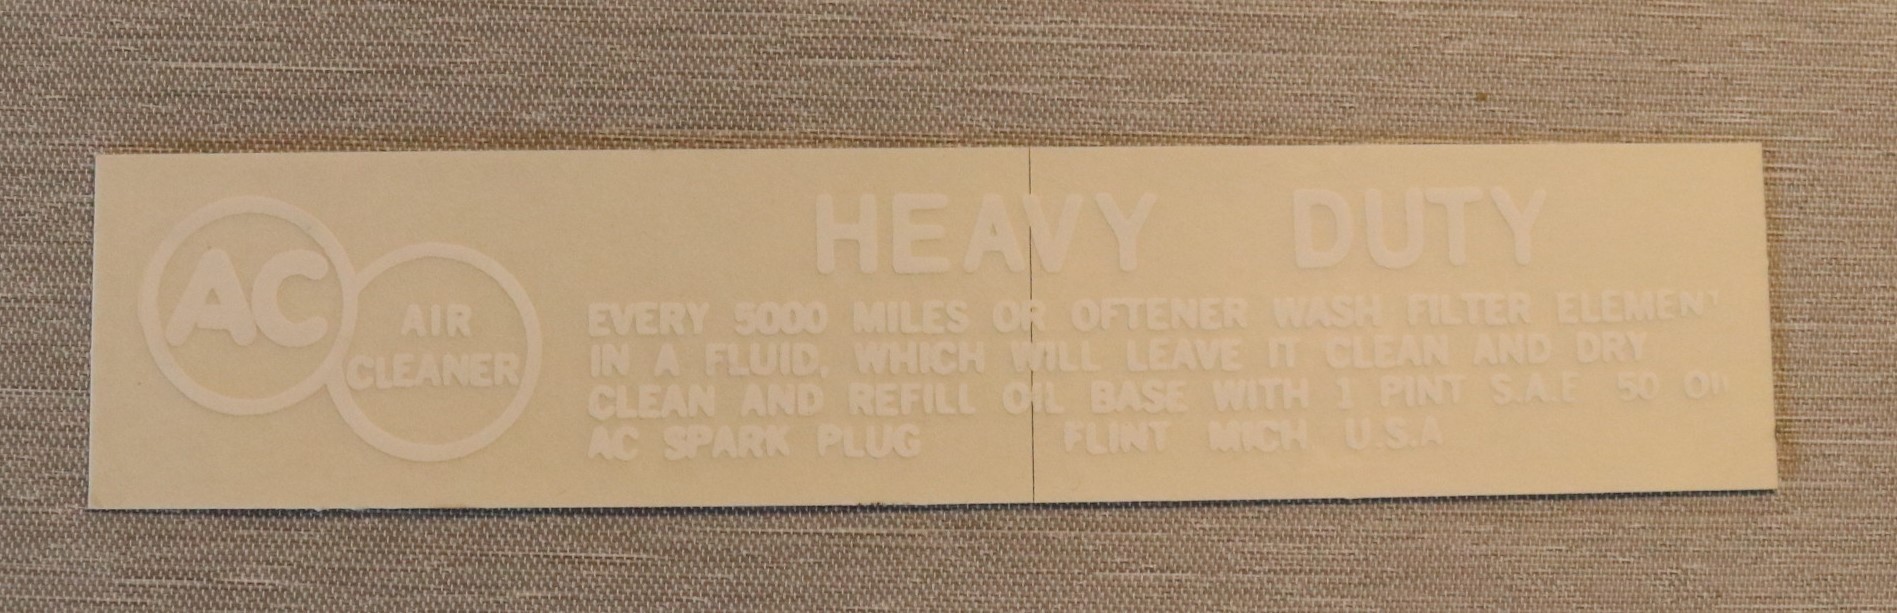 AC
AIR
CLEANER
HEAVY DUTY
EVERY 5000 MILES OR OFTENER WASH FILTER ELEMENT
IN A FLUID, WHICH WILL LEAVE IT CLEAN AND DRY
CLEAN AND REFILL OIL BASE WITH 1 PINT S.A.E 50 OIL
AC SPARK PLUG FLINT MICH U.S.A